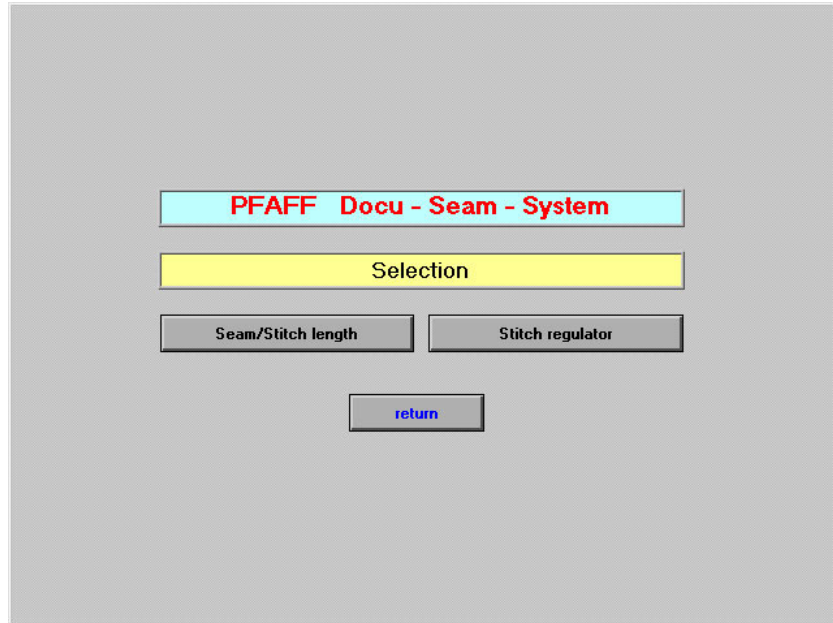 PFAFF Docu - Seam - System
Selection
Seam/Stitch length
Stitch regulator
return